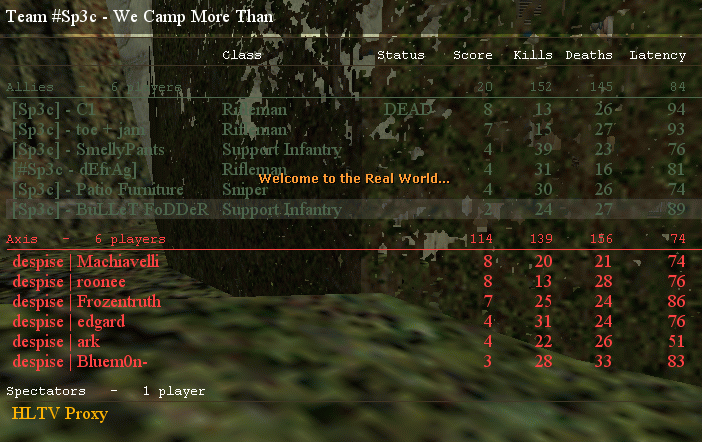 Team #Sp3c - We Camp More Than
Class Status Score Kills Deaths Latency
Allies - 6 players 20 152 145 84
[Sp3c] - C1 Rifleman DEAD 8 13 26 94
[Sp3c] - toe + jam Rifleman 7 15 27 93
[Sp3c] - SmellyPants Support Infantry 4 39 23 76
[#Sp3c - dEfrAg] Rifleman 4 31 16 81
Welcome to the Real World...
[Sp3c] - Patio Furniture Sniper 4 30 26 74
[Sp3c] - BuLLeT FoDDeR Support Infantry 2 24 27 89
Axis - 6 players 114 139 156 74
despise | Machiavelli 8 20 21 74
despise | roonee 8 13 28 76
despise | Frozentruth 7 25 24 86
despise | edgard 4 31 24 76
despise | ark 4 22 26 51
despise | Bluem0n- 3 28 33 83
Spectators - 1 player
HLTV Proxy